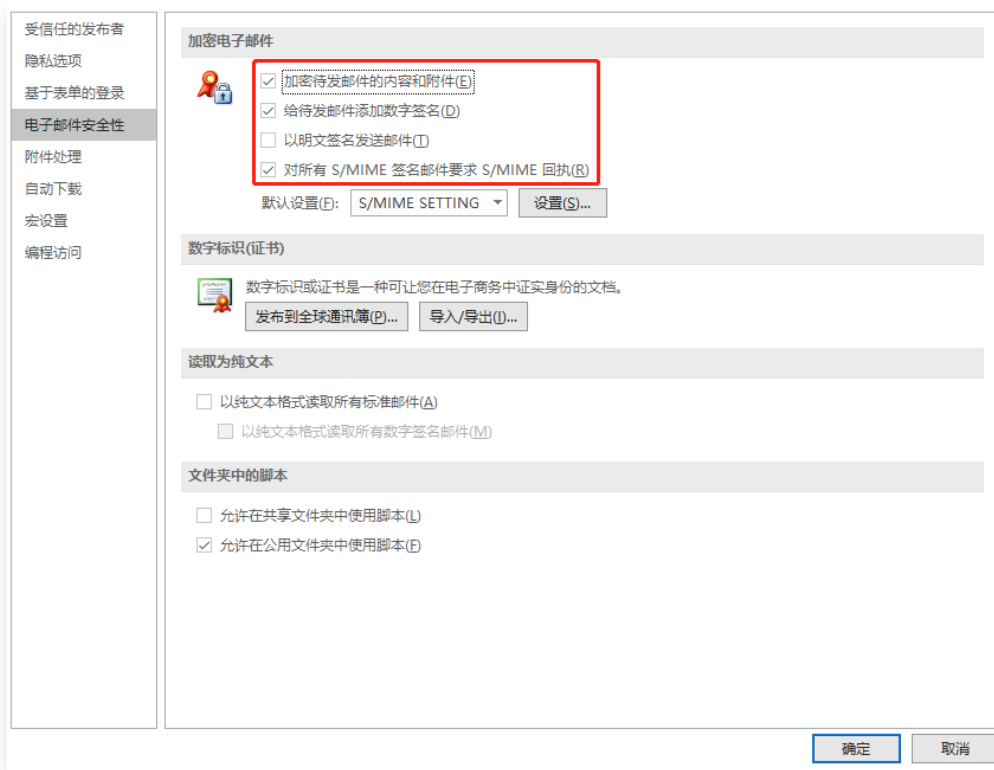 受信任的发布者
隐私选项
基于表单的登录
电子邮件安全性
附件处理
自动下载
宏设置
编程访问
加密电子邮件
加密待发邮件的内容和附件(E)
给待发邮件添加数字签名(D)
以明文签名发送邮件(T)
对所有 S/MIME 签名邮件要求 S/MIME 回执(R)
默认设置(F): S/MIME SETTING 设置(S)...
数字标识(证书)
数字标识或证书是一种可让您在电子商务中证实身份的文档。
发布到全球通讯簿(P)... 导入/导出(I)...
读取为纯文本
以纯文本格式读取所有标准邮件(A)
以纯文本格式读取所有数字签名邮件(M)
文件夹中的脚本
允许在共享文件夹中使用脚本(L)
允许在公用文件夹中使用脚本(F)
确定 取消